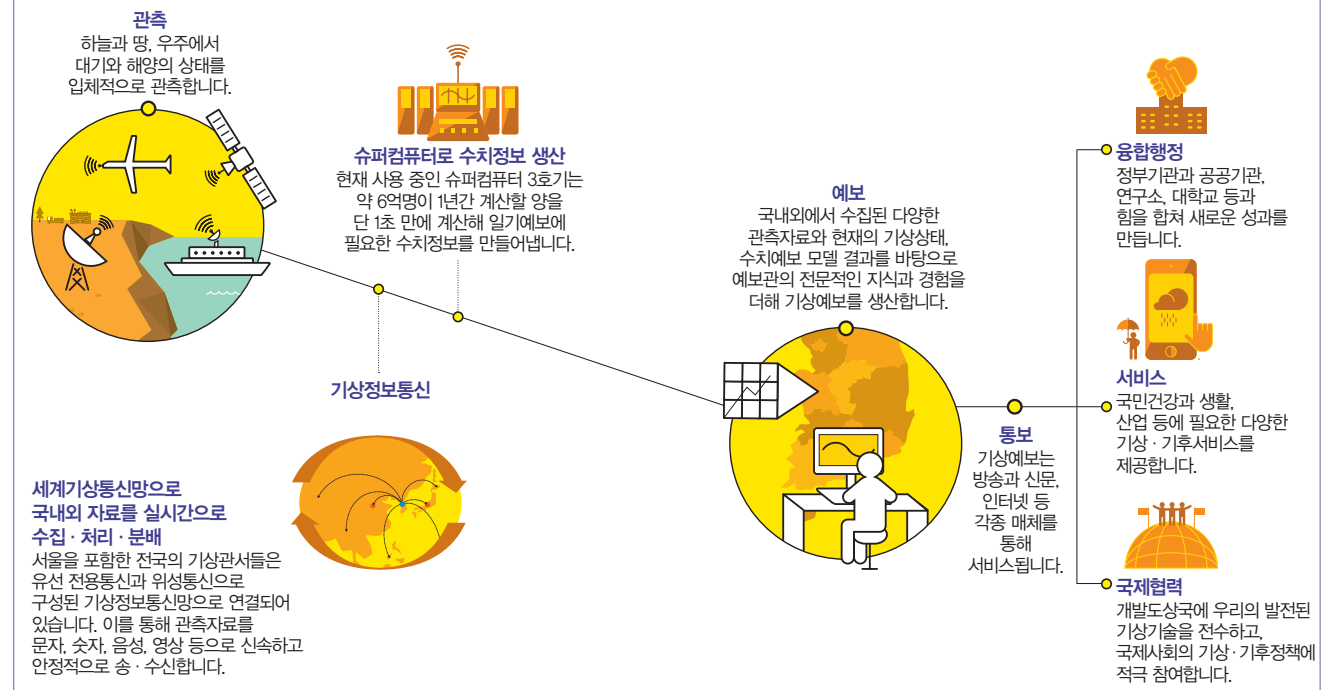 관측
하늘과 땅, 우주에서
대기와 해양의 상태를
입체적으로 관측합니다.
슈퍼컴퓨터로 수치정보 생산
현재 사용 중인 슈퍼컴퓨터 3호기는
약 6억명이 1년간 계산할 양을
단 1초 만에 계산해 일기예보에
필요한 수치정보를 만들어냅니다.
기상정보통신
세계기상통신망으로
국내외 자료를 실시간으로
수집 · 처리 · 분배
서울을 포함한 전국의 기상관서들은
유선 전용통신과 위성통신으로
구성된 기상정보통신망으로 연결되어
있습니다. 이를 통해 관측자료를
문자, 숫자, 음성, 영상 등으로 신속하고
안정적으로 송 · 수신합니다.
예보
국내외에서 수집된 다양한
관측자료와 현재의 기상상태,
수치예보 모델 결과를 바탕으로
예보관의 전문적인 지식과 경험을
더해 기상예보를 생산합니다.
통보
기상예보는
방송과 신문,
인터넷 등
각종 매체를
통해
서비스됩니다.
융합행정
정부기관과 공공기관,
연구소, 대학교 등과
힘을 합쳐 새로운 성과를
만듭니다.
서비스
국민건강과 생활,
산업 등에 필요한 다양한
기상 · 기후서비스를
제공합니다.
국제협력
개발도상국에 우리의 발전된
기상기술을 전수하고,
국제사회의 기상 · 기후정책에
적극 참여합니다.